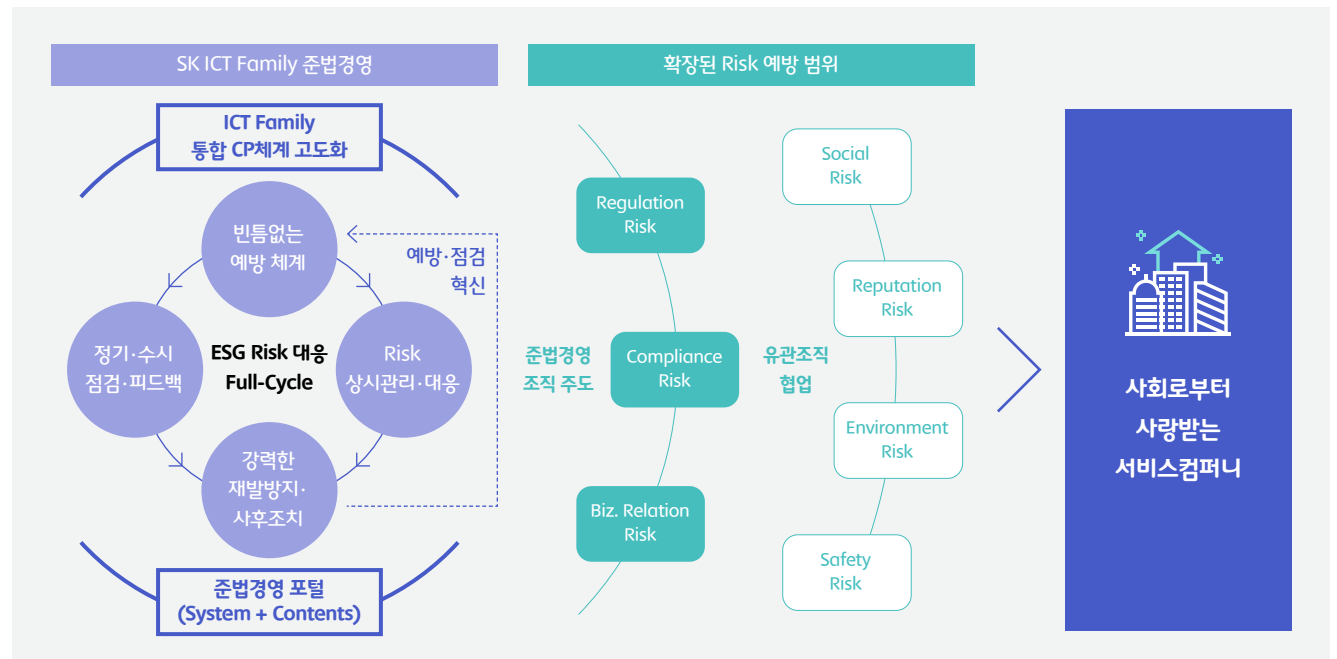 SK ICT Family 준법경영
ICT Family
통합 CP체계 고도화
빈틈없는
예방 체계
예방·점검
혁신
정기·수시
점검·피드백
ESG Risk 대응
Full-Cycle
Risk
상시관리·대응
강력한
재발방지·
사후조치
준법경영 포털
(System + Contents)
확장된 Risk 예방 범위
준법경영
조직 주도
Regulation
Risk
Compliance
Risk
Biz. Relation
Risk
유관조직
협업
Social
Risk
Reputation
Risk
Environment
Risk
Safety
Risk
사회로부터
사랑받는
서비스컴퍼니